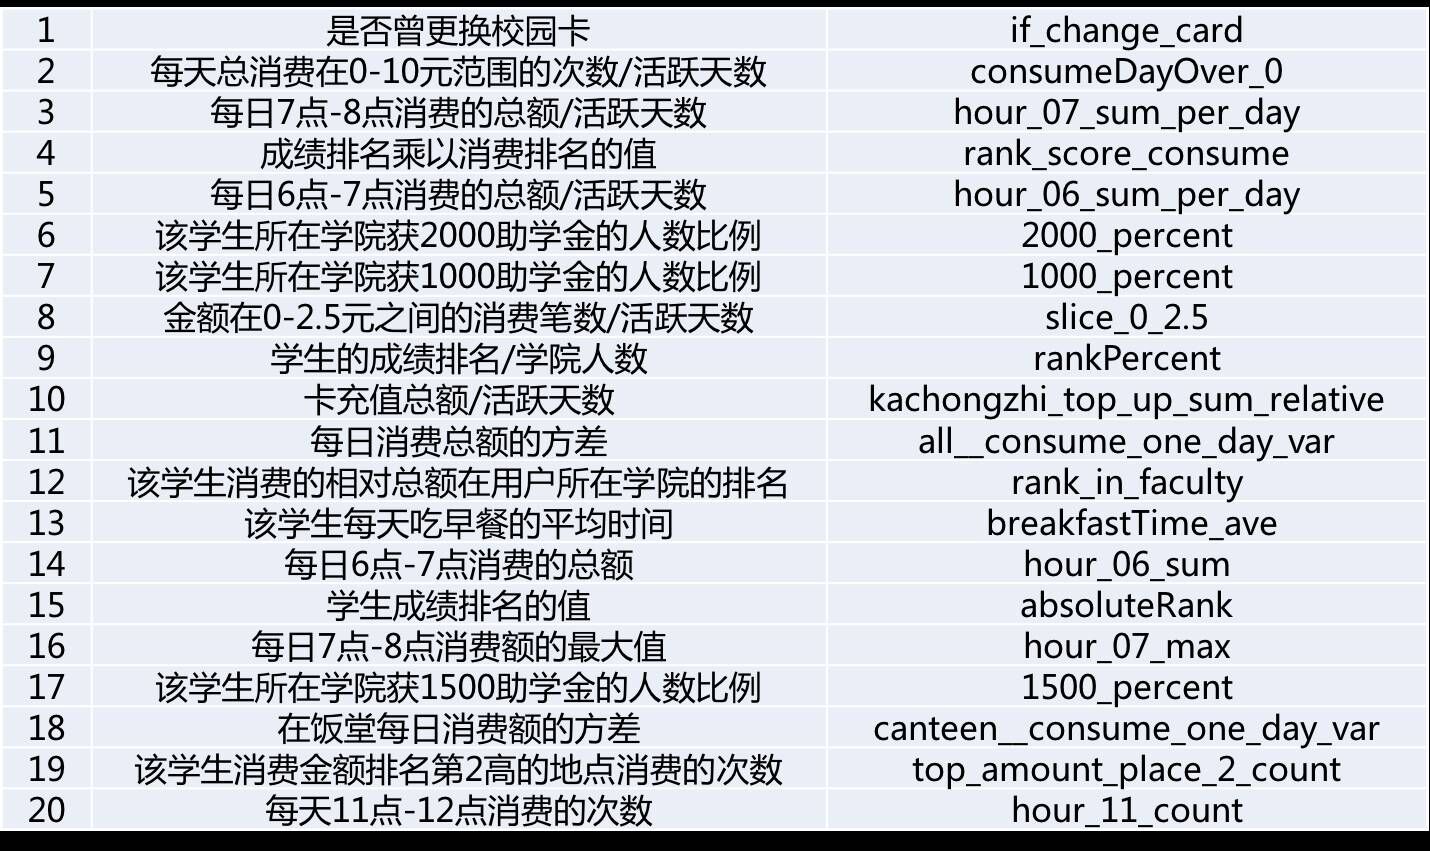 1 是否曾更换校园卡 if_change_card
2 每天总消费在0-10元范围的次数/活跃天数 consumeDayOver_0
3 每日7点-8点消费的总额/活跃天数 hour_07_sum_per_day
4 成绩排名乘以消费排名的值 rank_score_consume
5 每日6点-7点消费的总额/活跃天数 hour_06_sum_per_day
6 该学生所在学院获2000助学金的人数比例 2000_percent
7 该学生所在学院获1000助学金的人数比例 1000_percent
8 金额在0-2.5元之间的消费笔数/活跃天数 slice_0_2.5
9 学生的成绩排名/学院人数 rankPercent
10 卡充值总额/活跃天数 kachongzhi_top_up_sum_relative
11 每日消费总额的方差 all__consume_one_day_var
12 该学生消费的相对总额在用户所在学院的排名 rank_in_faculty
13 该学生每天吃早餐的平均时间 breakfastTime_ave
14 每日6点-7点消费的总额 hour_06_sum
15 学生成绩排名的值 absoluteRank
16 每日7点-8点消费额的最大值 hour_07_max
17 该学生所在学院获1500助学金的人数比例 1500_percent
18 在饭堂每日消费额的方差 canteen__consume_one_day_var
19 该学生消费金额排名第2高的地点消费的次数 top_amount_place_2_count
20 每天11点-12点消费的次数 hour_11_count